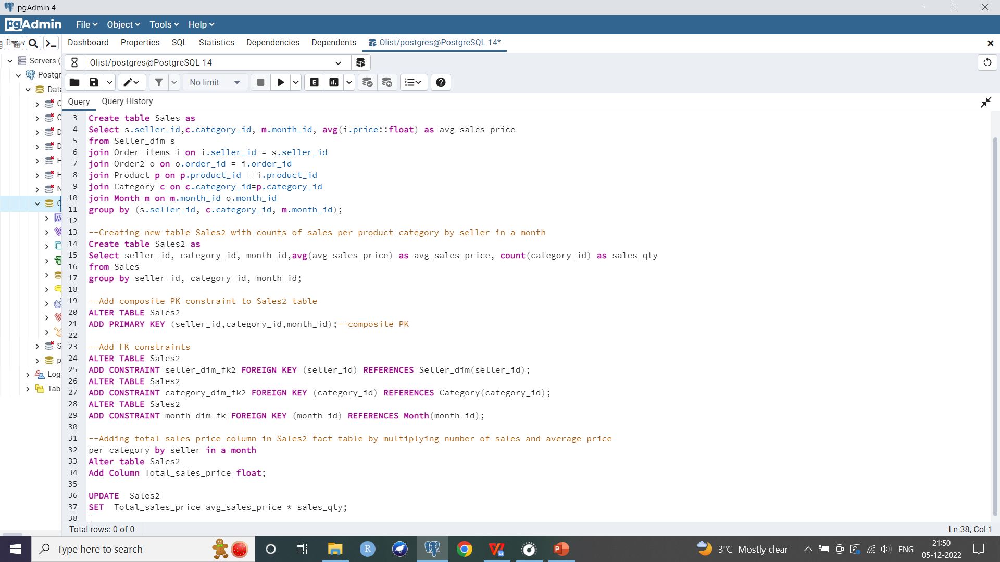 pgAdmin 4
pgAdmin File Object Tools Help
Dashboard Properties SQL Statistics Dependencies Dependents Olist/postgres@PostgreSQL 14*
Servers (
Postgr
Data
C
C
D
D
H
H
N
S
p
Logi
Tabl
Olist/postgres@PostgreSQL 14
No limit
E
Query Query History
3 Create table Sales as
4 Select s.seller_id,c.category_id, m.month_id, avg(i.price::float) as avg_sales_price
5 from Seller_dim s
6 join Order_items i on i.seller_id = s.seller_id
7 join Order2 o on o.order_id = i.order_id
8 join Product p on p.product_id = i.product_id
9 join Category c on c.category_id=p.category_id
10 join Month m on m.month_id=o.month_id
11 group by (s.seller_id, c.category_id, m.month_id);
12
13 --Creating new table Sales2 with counts of sales per product category by seller in a month
14 Create table Sales2 as
15 Select seller_id, category_id, month_id,avg(avg_sales_price) as avg_sales_price, count(category_id) as sales_qty
16 from Sales
17 group by seller_id, category_id, month_id;
18
19 --Add composite PK constraint to Sales2 table
20 ALTER TABLE Sales2
21 ADD PRIMARY KEY (seller_id,category_id,month_id);--composite PK
22
23 --Add FK constraints
24 ALTER TABLE Sales2
25 ADD CONSTRAINT seller_dim_fk2 FOREIGN KEY (seller_id) REFERENCES Seller_dim(seller_id);
26 ALTER TABLE Sales2
27 ADD CONSTRAINT category_dim_fk2 FOREIGN KEY (category_id) REFERENCES Category(category_id);
28 ALTER TABLE Sales2
29 ADD CONSTRAINT month_dim_fk FOREIGN KEY (month_id) REFERENCES Month(month_id);
30
31 --Adding total sales price column in Sales2 fact table by multiplying number of sales and average price
32 per category by seller in a month
33 Alter table Sales2
34 Add Column Total_sales_price float;
35
36 UPDATE  Sales2
37 SET  Total_sales_price=avg_sales_price * sales_qty;
38
Total rows: 0 of 0 Ln 38, Col 1
Type here to search
3°C Mostly clear ENG
21:50
05-12-2022